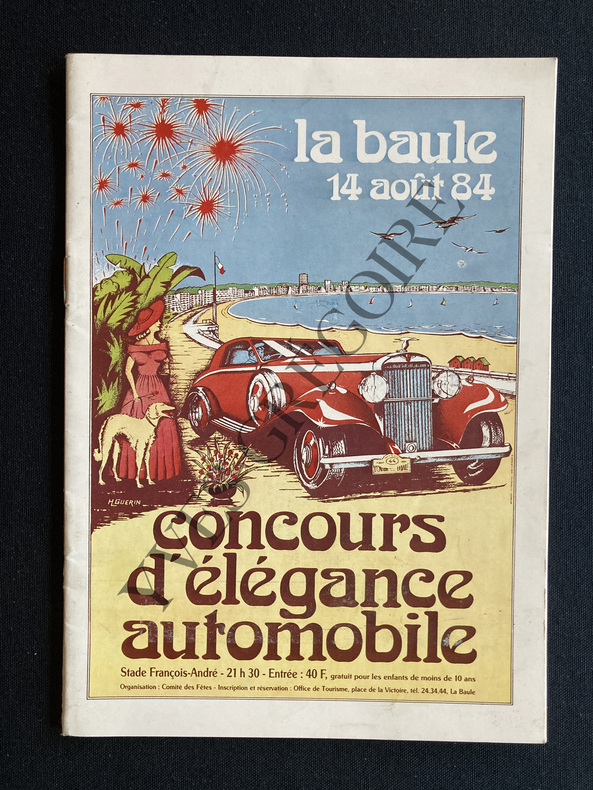 la baule
14 août 84
H. GUERIN
concours
d'élégance
automobile
Stade François-André - 21 h 30 - Entrée : 40 F, gratuit pour les enfants de moins de 10 ans
Organisation : Comité des Fêtes - Inscription et réservation : Office de Tourisme, place de la Victoire, tél. 24.34.44, La Baule
YVES GREGOIRE